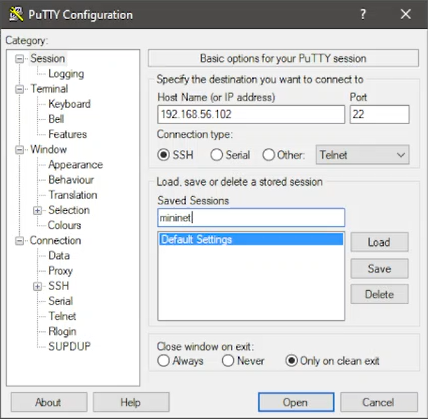 PuTTY Configuration
Category:
Session
Logging
Terminal
Keyboard
Bell
Features
Window
Appearance
Behaviour
Translation
Selection
Colours
Connection
Data
Proxy
SSH
Serial
Telnet
Rlogin
SUPDUP
Basic options for your PuTTY session
Specify the destination you want to connect to
Host Name (or IP address) Port
192.168.56.102 22
Connection type:
SSH Serial Other: Telnet
Load, save or delete a stored session
Saved Sessions
mininet
Default Settings
Load
Save
Delete
Close window on exit:
Always Never Only on clean exit
About Help Open Cancel